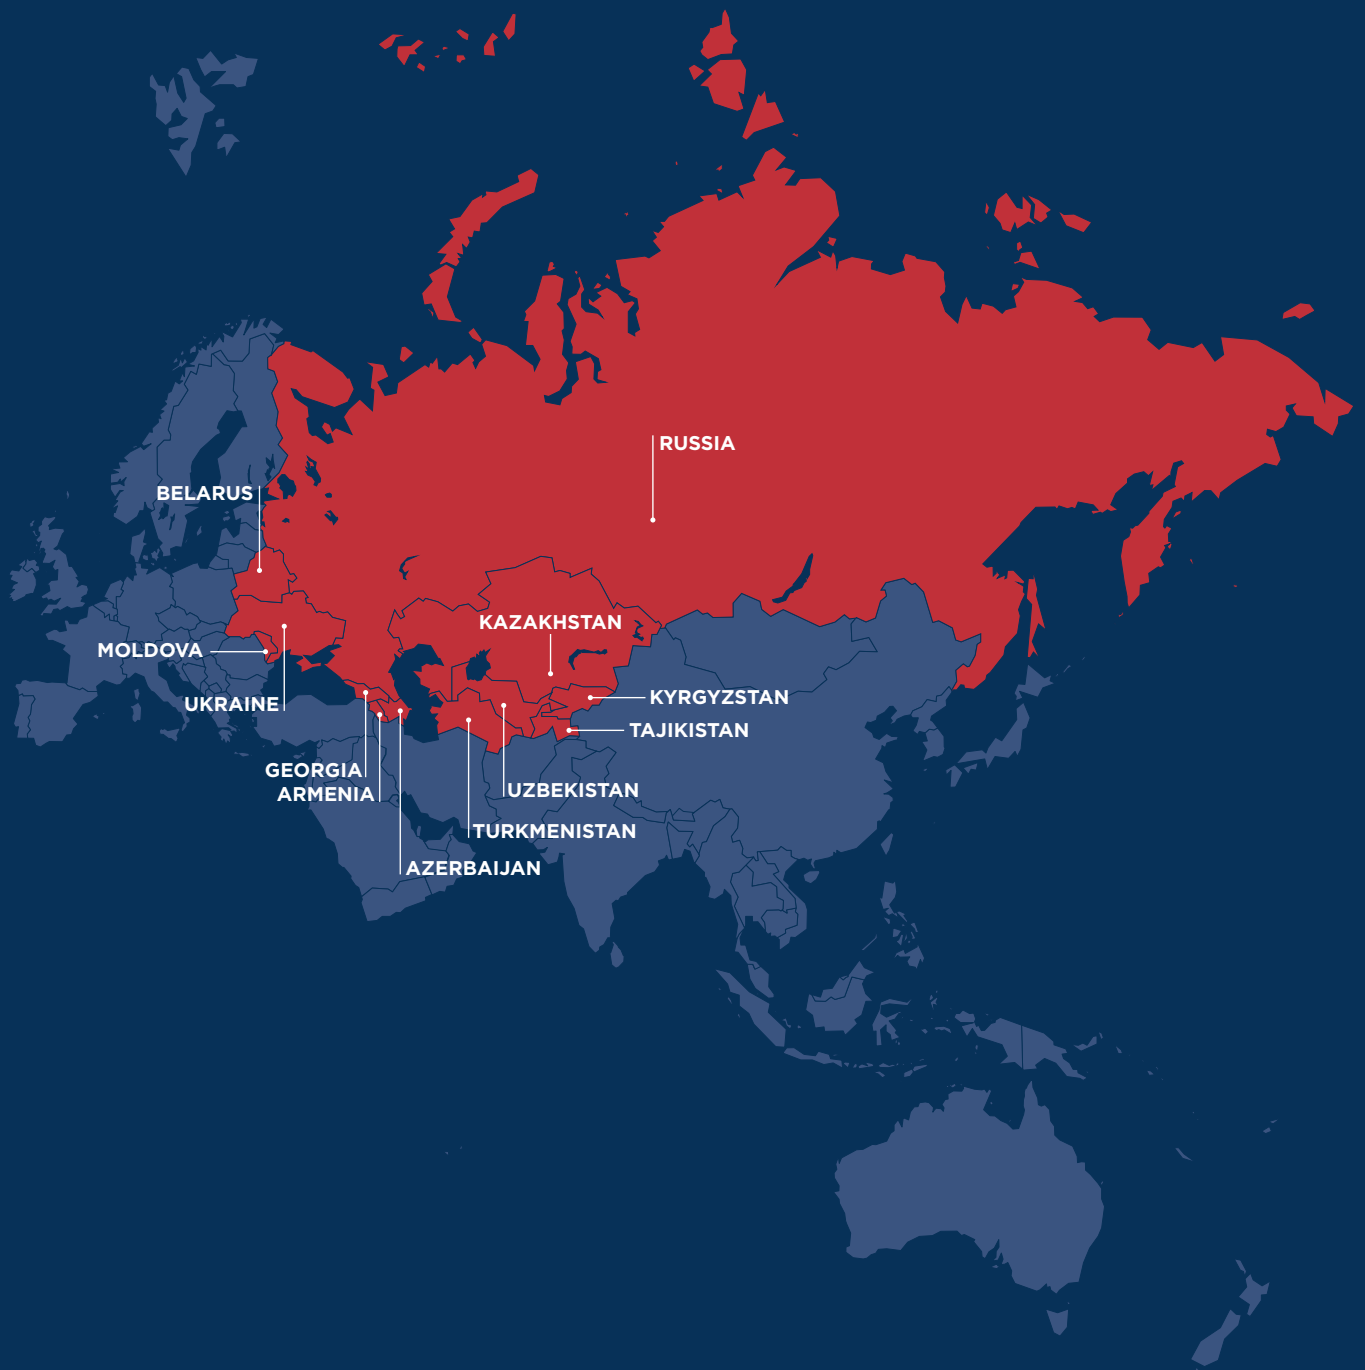 RUSSIA
BELARUS
KAZAKHSTAN
MOLDOVA
KYRGYZSTAN
UKRAINE
TAJIKISTAN
GEORGIA
UZBEKISTAN
ARMENIA
TURKMENISTAN
AZERBAIJAN